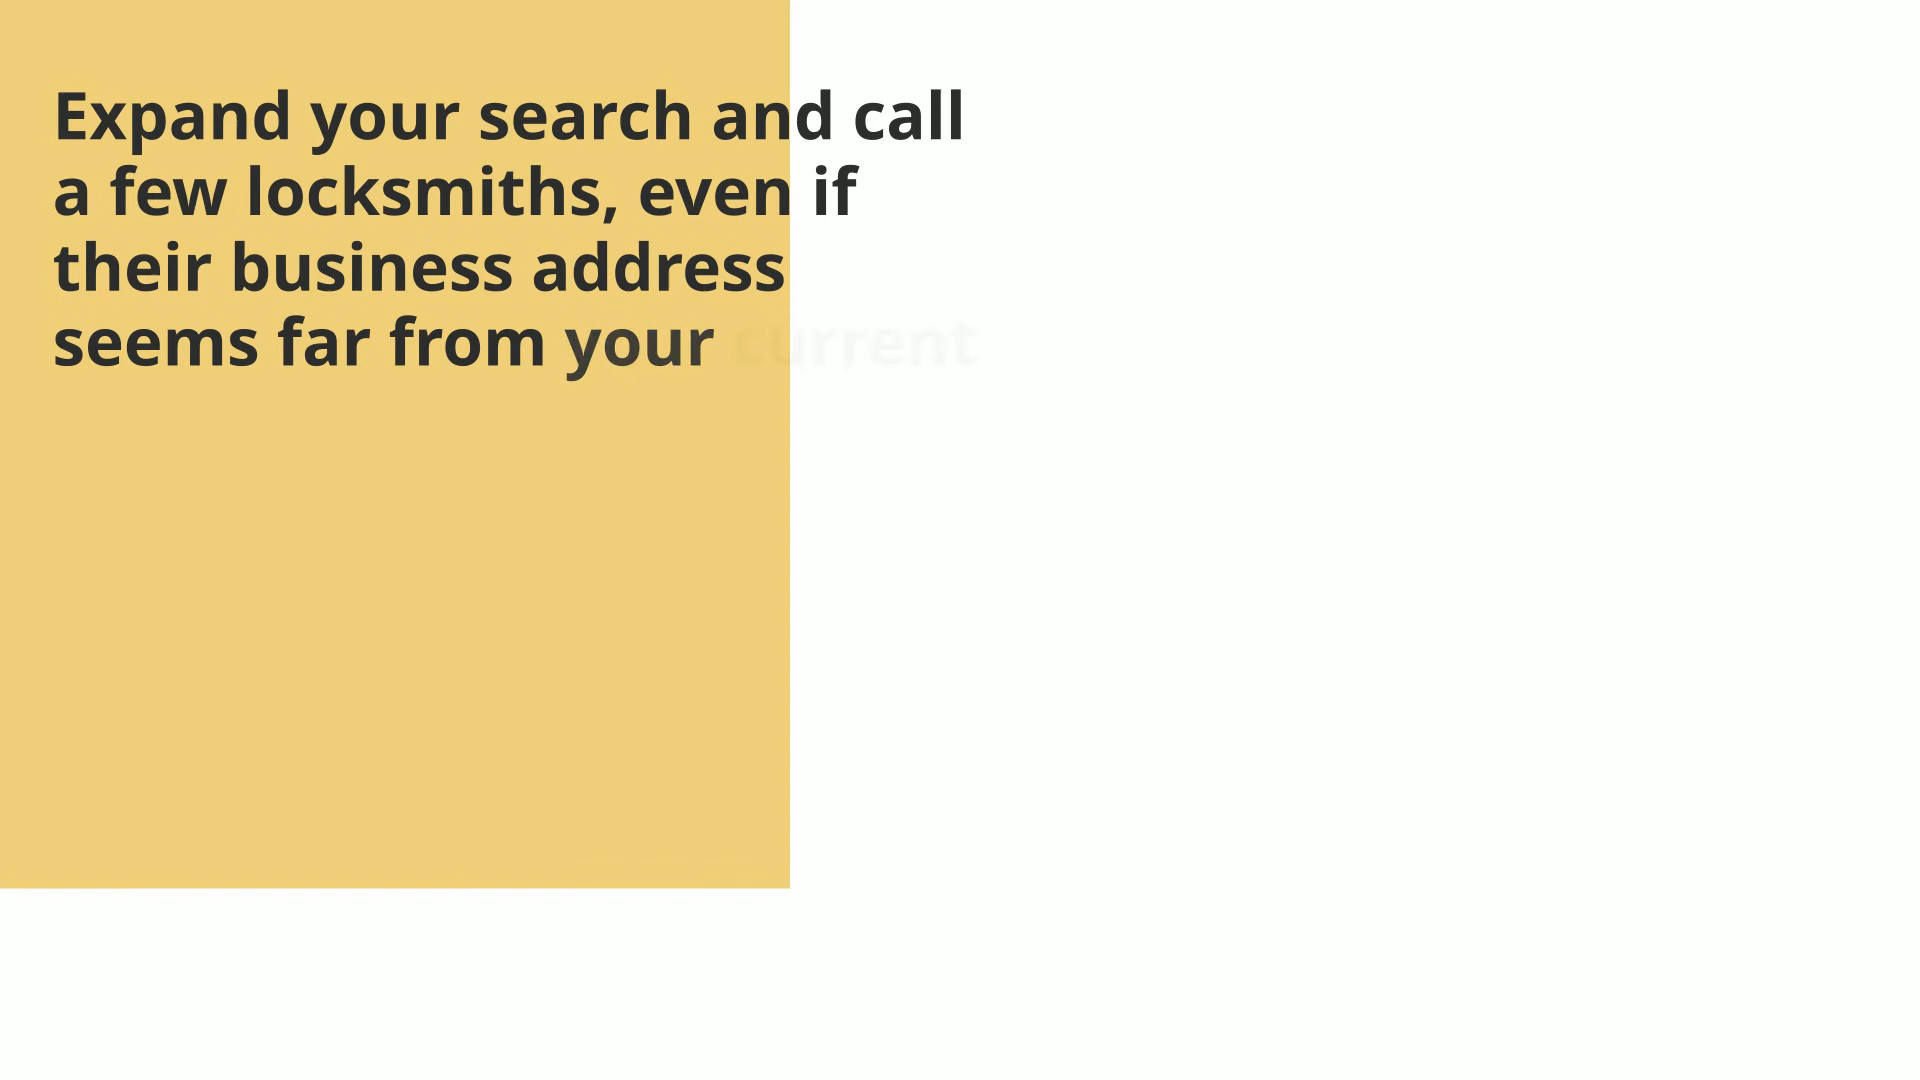 Expand your search and call
a few locksmiths, even if
their business address
seems far from your current